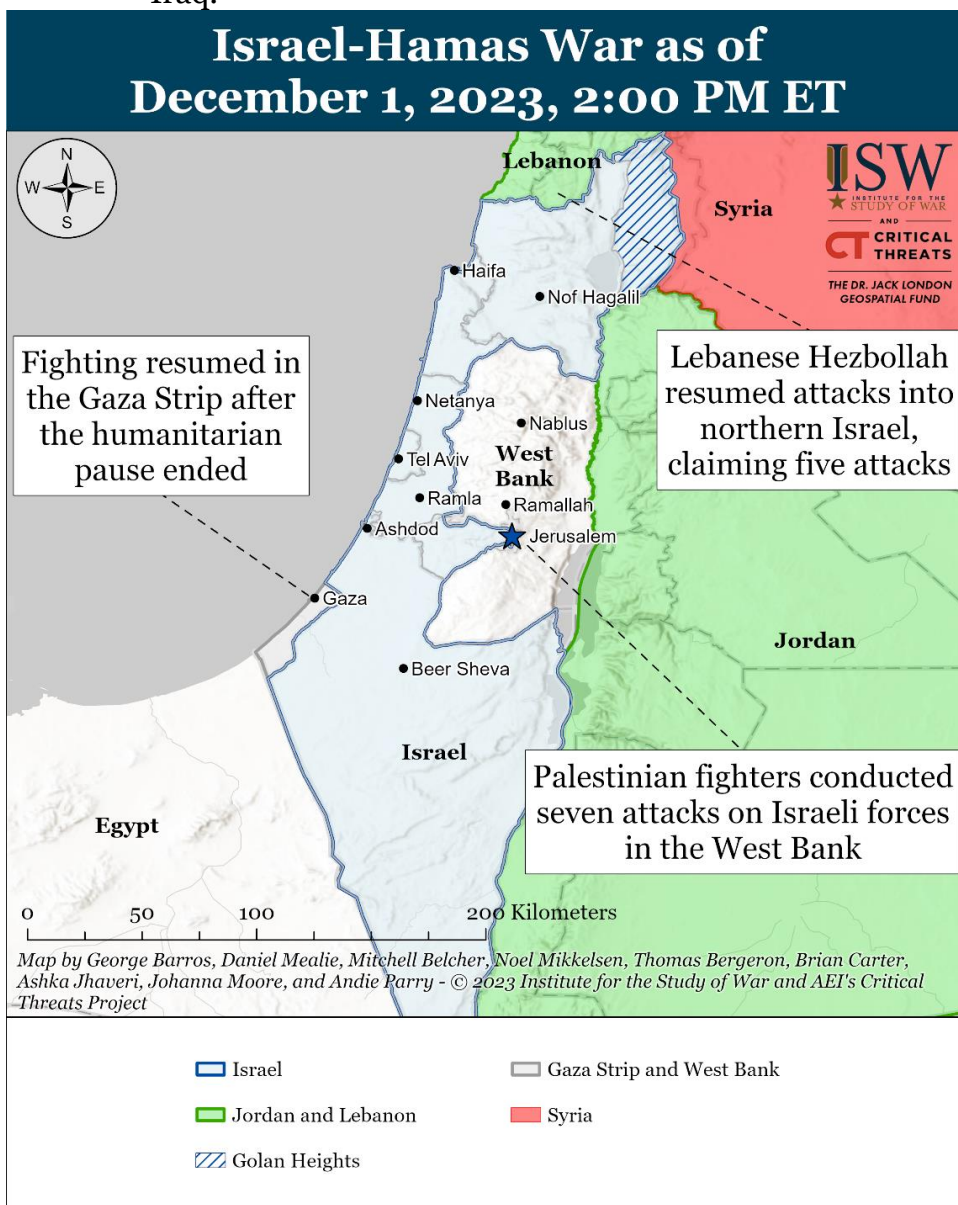 Iraq.
Israel-Hamas War as of
December 1, 2023, 2:00 PM ET
N
W E
S
Lebanon
Syria
ISW
INSTITUTE FOR THE
STUDY OF WAR
AND
CT CRITICAL
THREATS
THE DR. JACK LONDON
GEOSPATIAL FUND
Haifa
Nof Hagalil
Fighting resumed in
the Gaza Strip after
the humanitarian
pause ended
Lebanese Hezbollah
resumed attacks into
northern Israel,
claiming five attacks
Netanya
Nablus
Tel Aviv
West
Bank
Ramla
Ramallah
Ashdod
Jerusalem
Gaza
Jordan
Beer Sheva
Israel
Palestinian fighters conducted
seven attacks on Israeli forces
in the West Bank
Egypt
0 50 100 200 Kilometers
Map by George Barros, Daniel Mealie, Mitchell Belcher, Noel Mikkelsen, Thomas Bergeron, Brian Carter,
Ashka Jhaveri, Johanna Moore, and Andie Parry - © 2023 Institute for the Study of War and AEI's Critical
Threats Project
Israel
Gaza Strip and West Bank
Jordan and Lebanon
Syria
Golan Heights